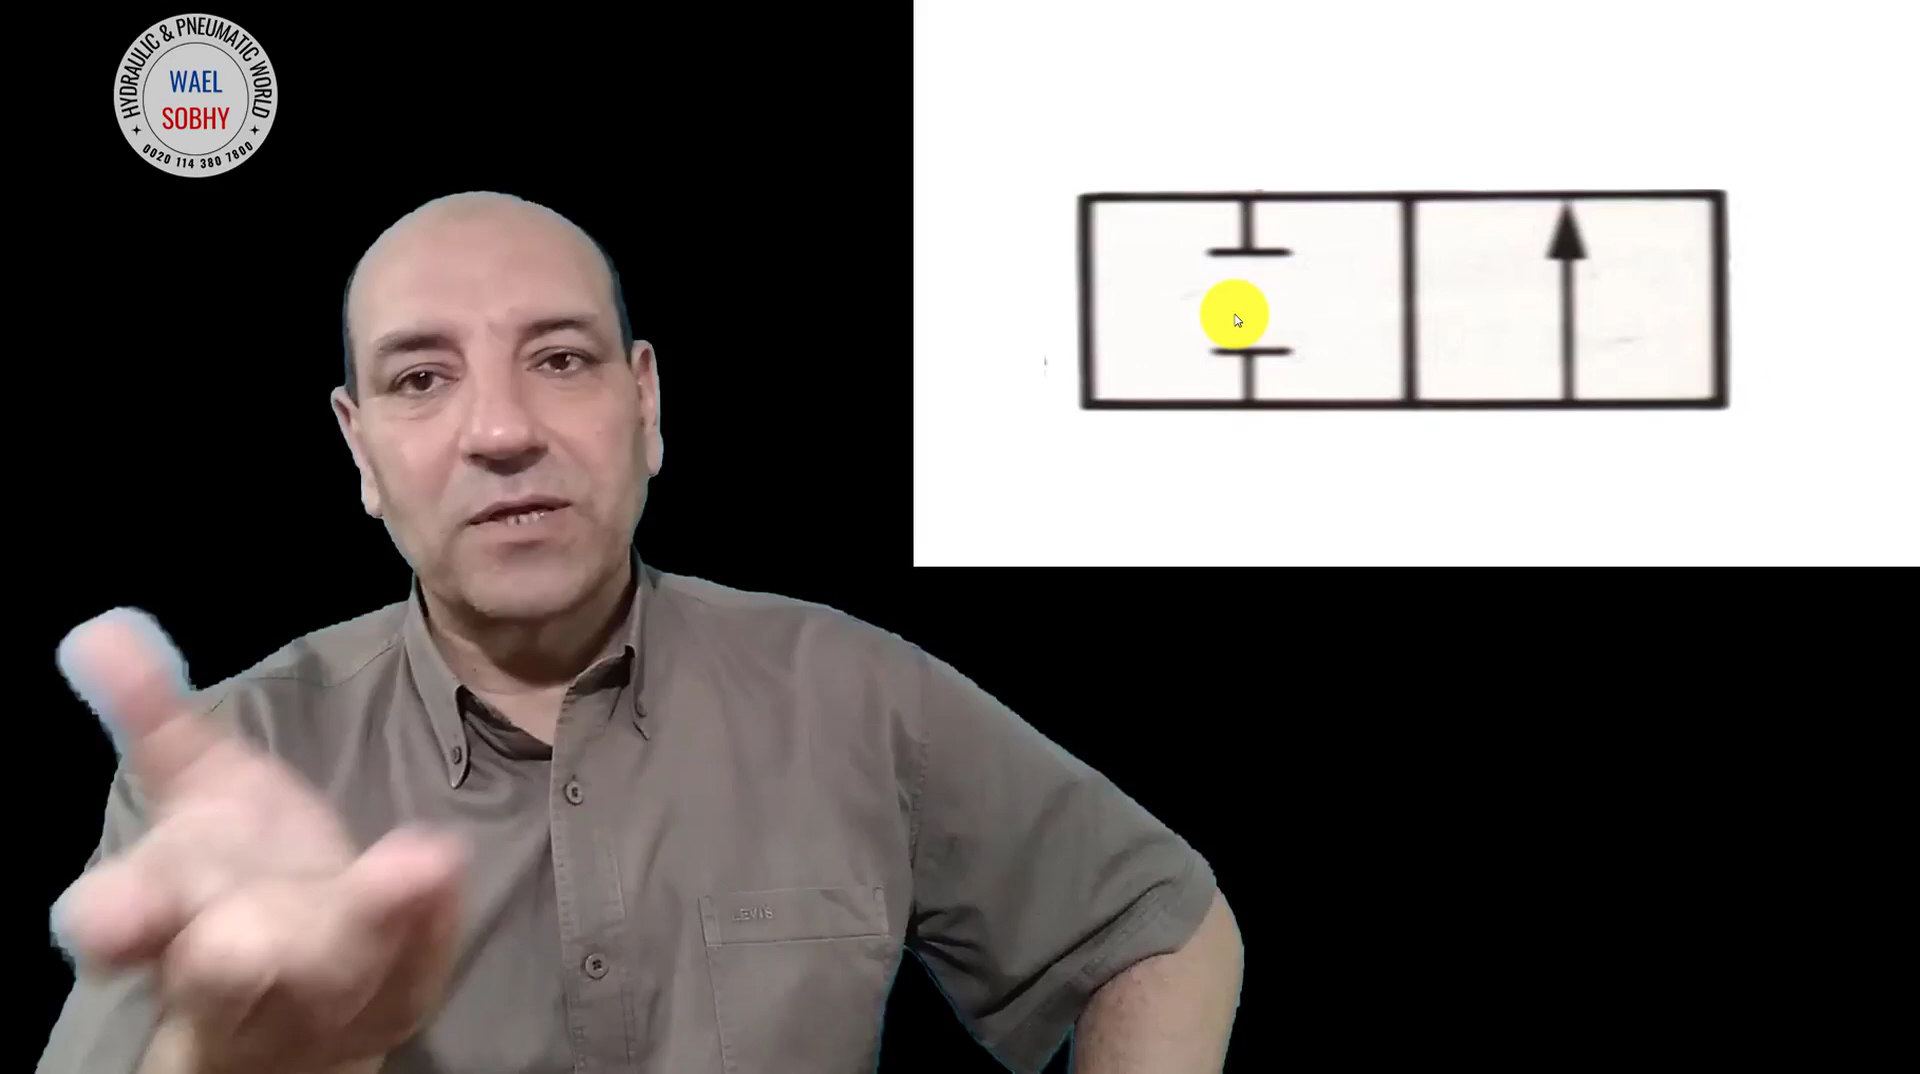 HYDRAULIC & PNEUMATIC WORLD
WAEL
SOBHY
0020 114 380 7800
LEVI'S